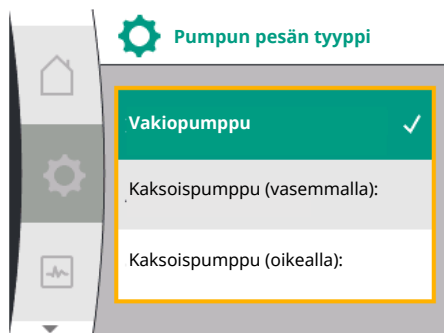 Pumpun pesän tyyppi
Vakiopumppu
Kaksoispumppu (vasemmalla):
Kaksoispumppu (oikealla):